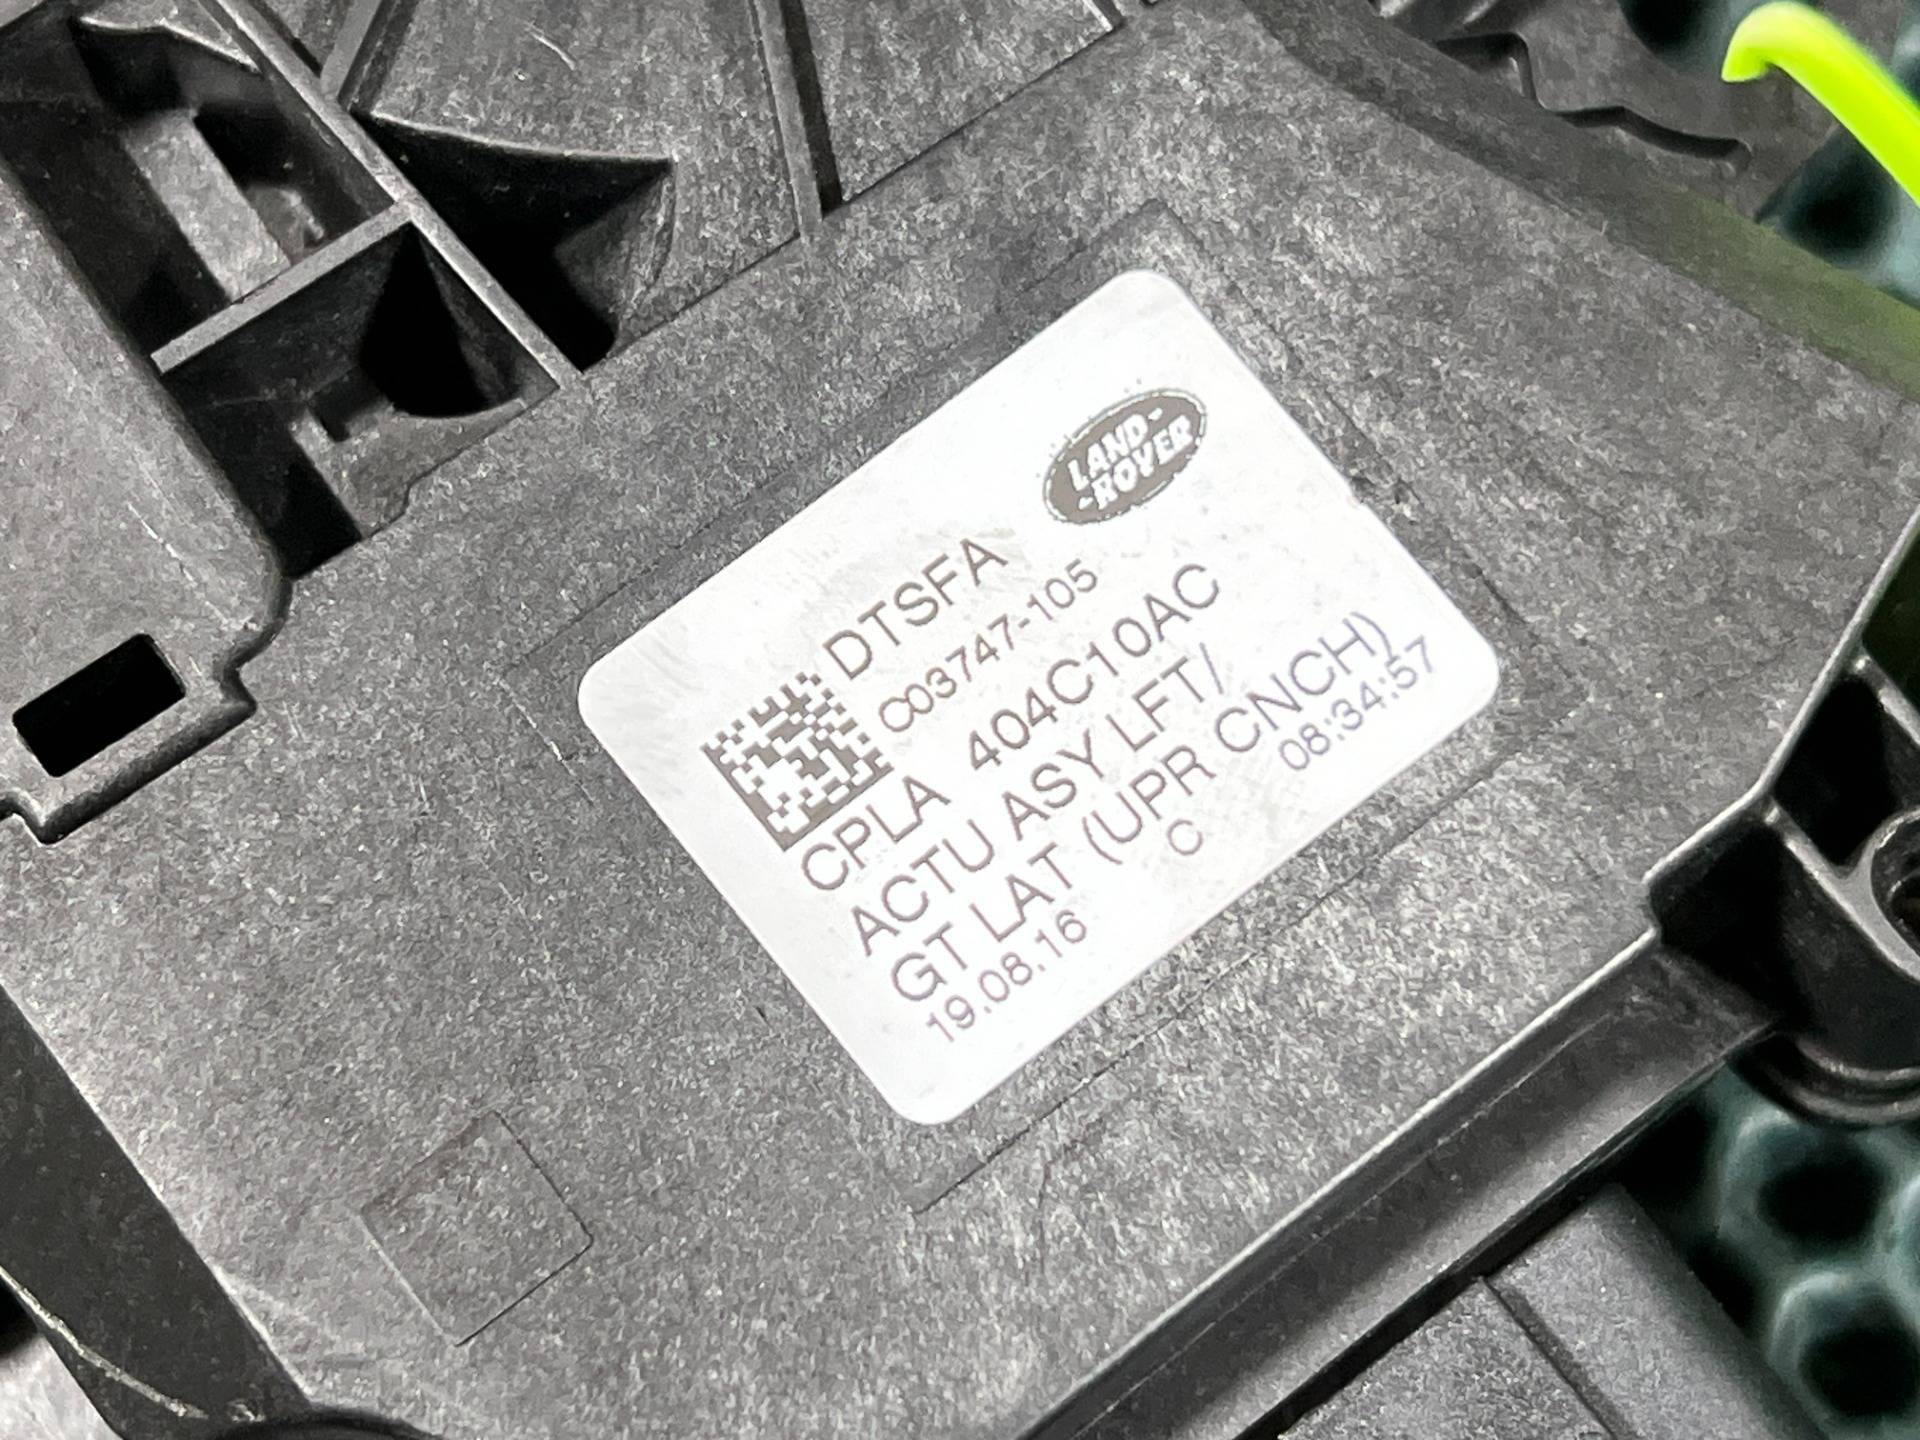 LAND-
-ROVER
DTSFA
C03747-105
CPLA 404C10AC
ACTU ASY LFT/
GT LAT (UPR CNCH)
19.08.16 08:34:57
C